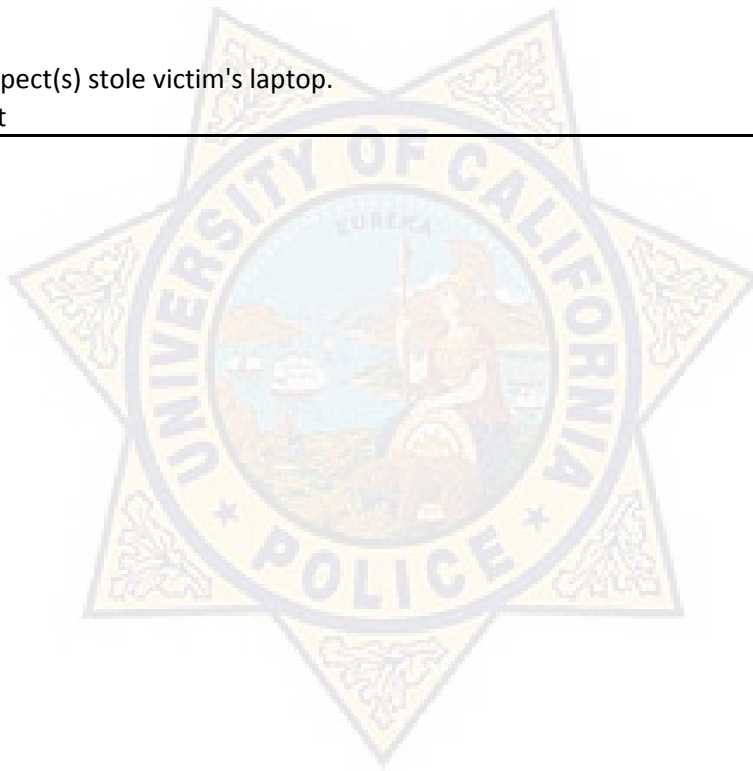 pect(s) stole victim's laptop.
t
UNIVERSITY OF CALIFORNIA
EUREKA
POLICE